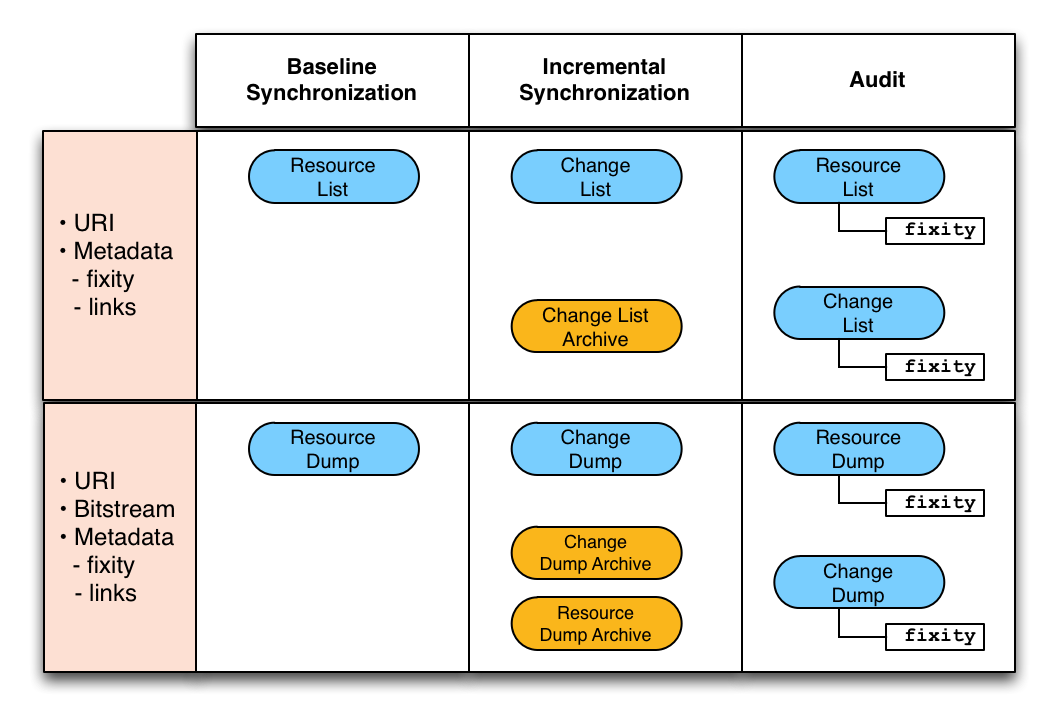 Baseline
Synchronization
Incremental
Synchronization
Audit
• URI
• Metadata
- fixity
- links
Resource
List
Change
List
Change List
Archive
Resource
List
fixity
Change
List
fixity
• URI
• Bitstream
• Metadata
- fixity
- links
Resource
Dump
Change
Dump
Change
Dump Archive
Resource
Dump Archive
Resource
Dump
fixity
Change
Dump
fixity